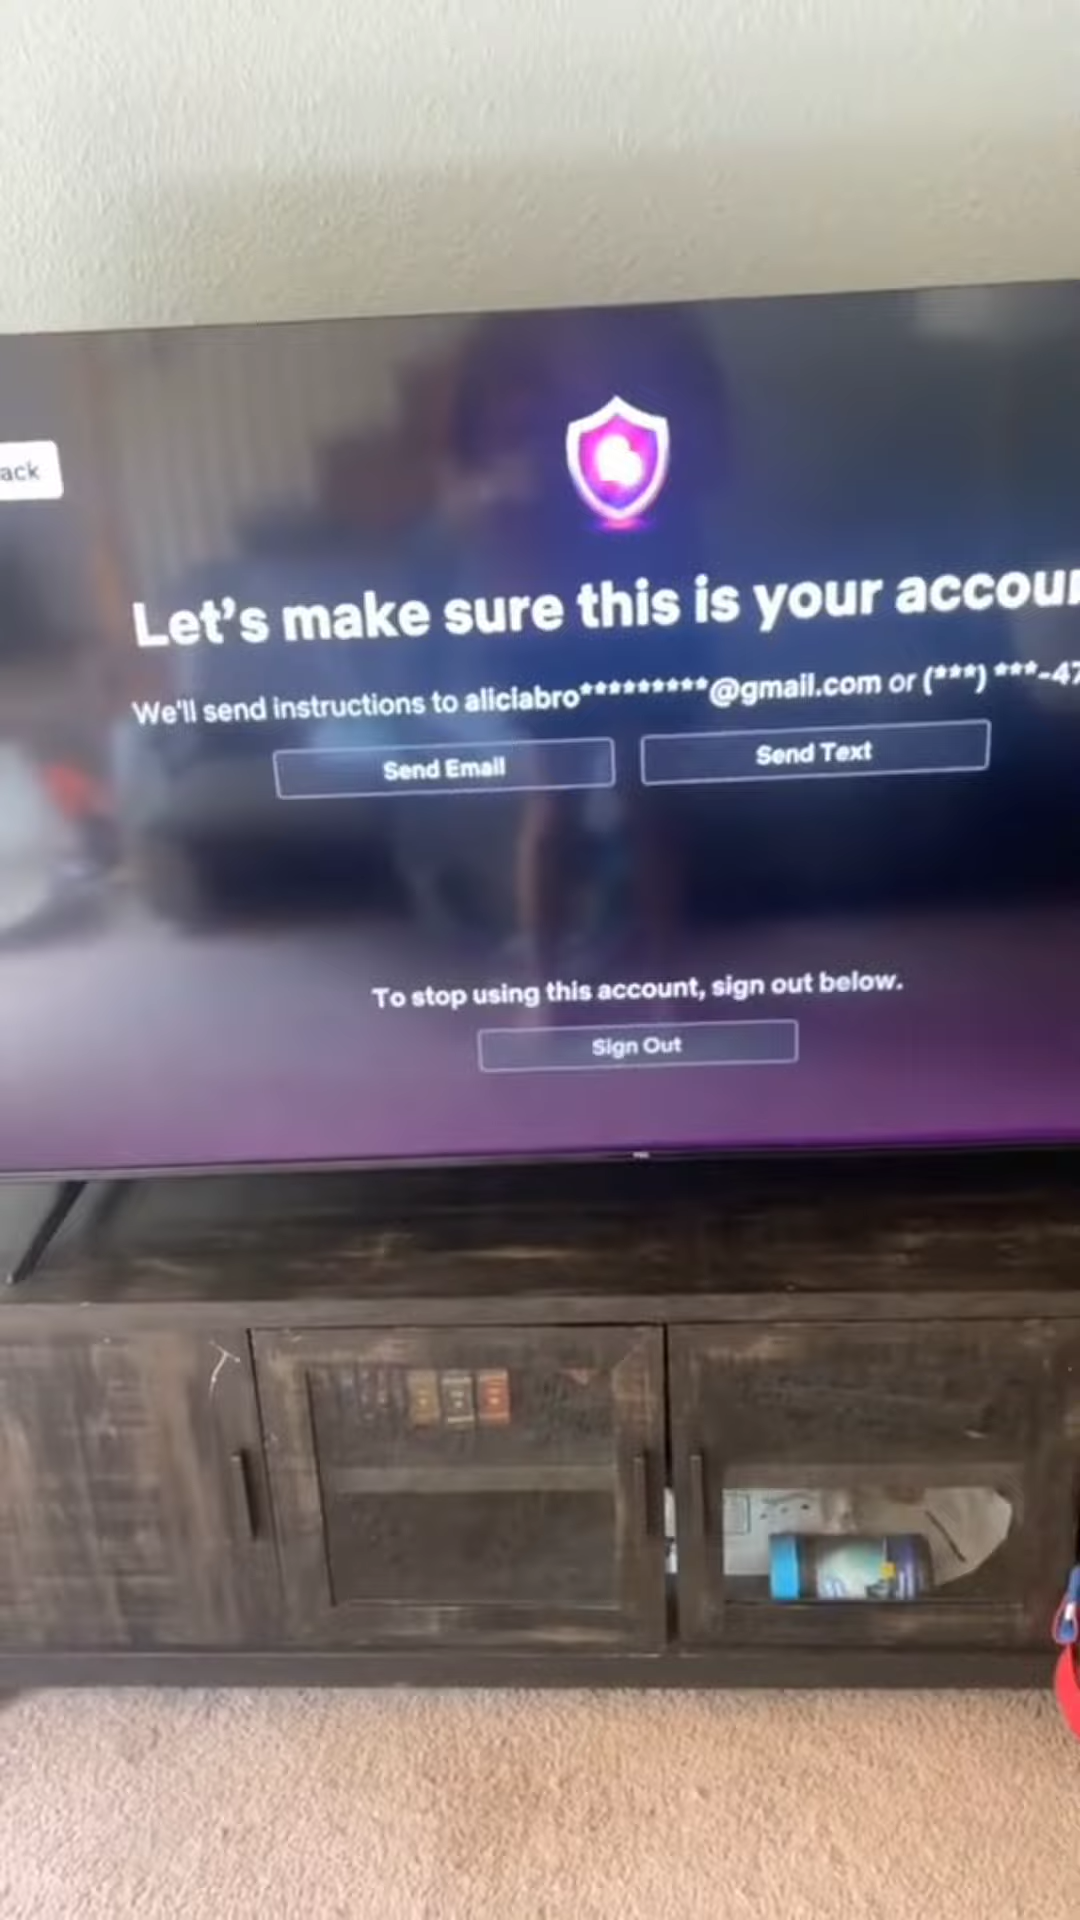 ack
Let's make sure this is your accoun
We'll send instructions to aliciabro*********@gmail.com or (***) ***-47
Send Email
Send Text
To stop using this account, sign out below.
Sign Out